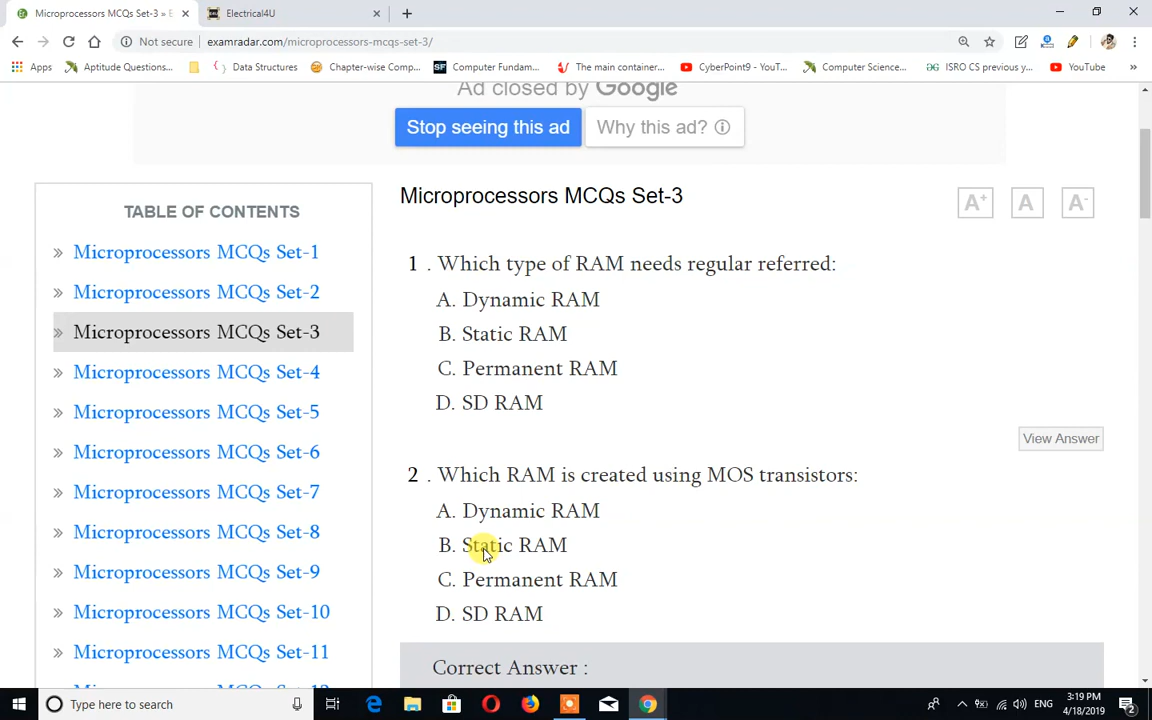 Microprocessors MCQs Set-3 » E
Electrical4U
Not secure
examradar.com/microprocessors-mcqs-set-3/
Apps
Aptitude Questions...
Data Structures
Chapter-wise Comp...
SF
Computer Fundam...
The main container...
CyberPoint9 - YouT...
Computer Science...
ISRO CS previous y...
YouTube
»
Ad closed by Google
Stop seeing this ad
Why this ad?
TABLE OF CONTENTS
» Microprocessors MCQs Set-1
» Microprocessors MCQs Set-2
» Microprocessors MCQs Set-3
» Microprocessors MCQs Set-4
» Microprocessors MCQs Set-5
» Microprocessors MCQs Set-6
» Microprocessors MCQs Set-7
» Microprocessors MCQs Set-8
» Microprocessors MCQs Set-9
» Microprocessors MCQs Set-10
» Microprocessors MCQs Set-11
Microprocessors MCQs Set-3
A+
A
A-
1 . Which type of RAM needs regular referred:
A. Dynamic RAM
B. Static RAM
C. Permanent RAM
D. SD RAM
View Answer
2 . Which RAM is created using MOS transistors:
A. Dynamic RAM
B. Static RAM
C. Permanent RAM
D. SD RAM
Correct Answer :
Type here to search
ENG
3:19 PM
4/18/2019
2